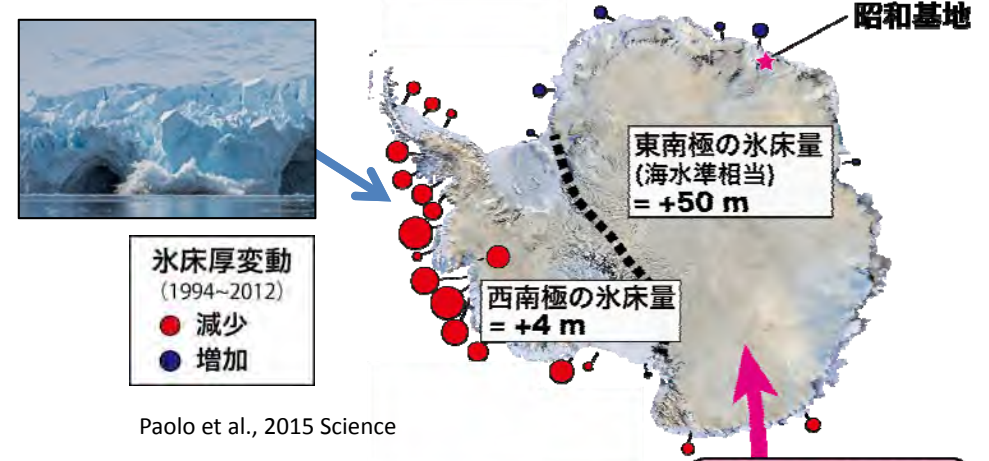 昭和基地
東南極の氷床量
(海水準相当)
= +50 m
氷床厚変動
(1994~2012)
減少
増加
西南極の氷床量
= +4 m
Paolo et al., 2015 Science